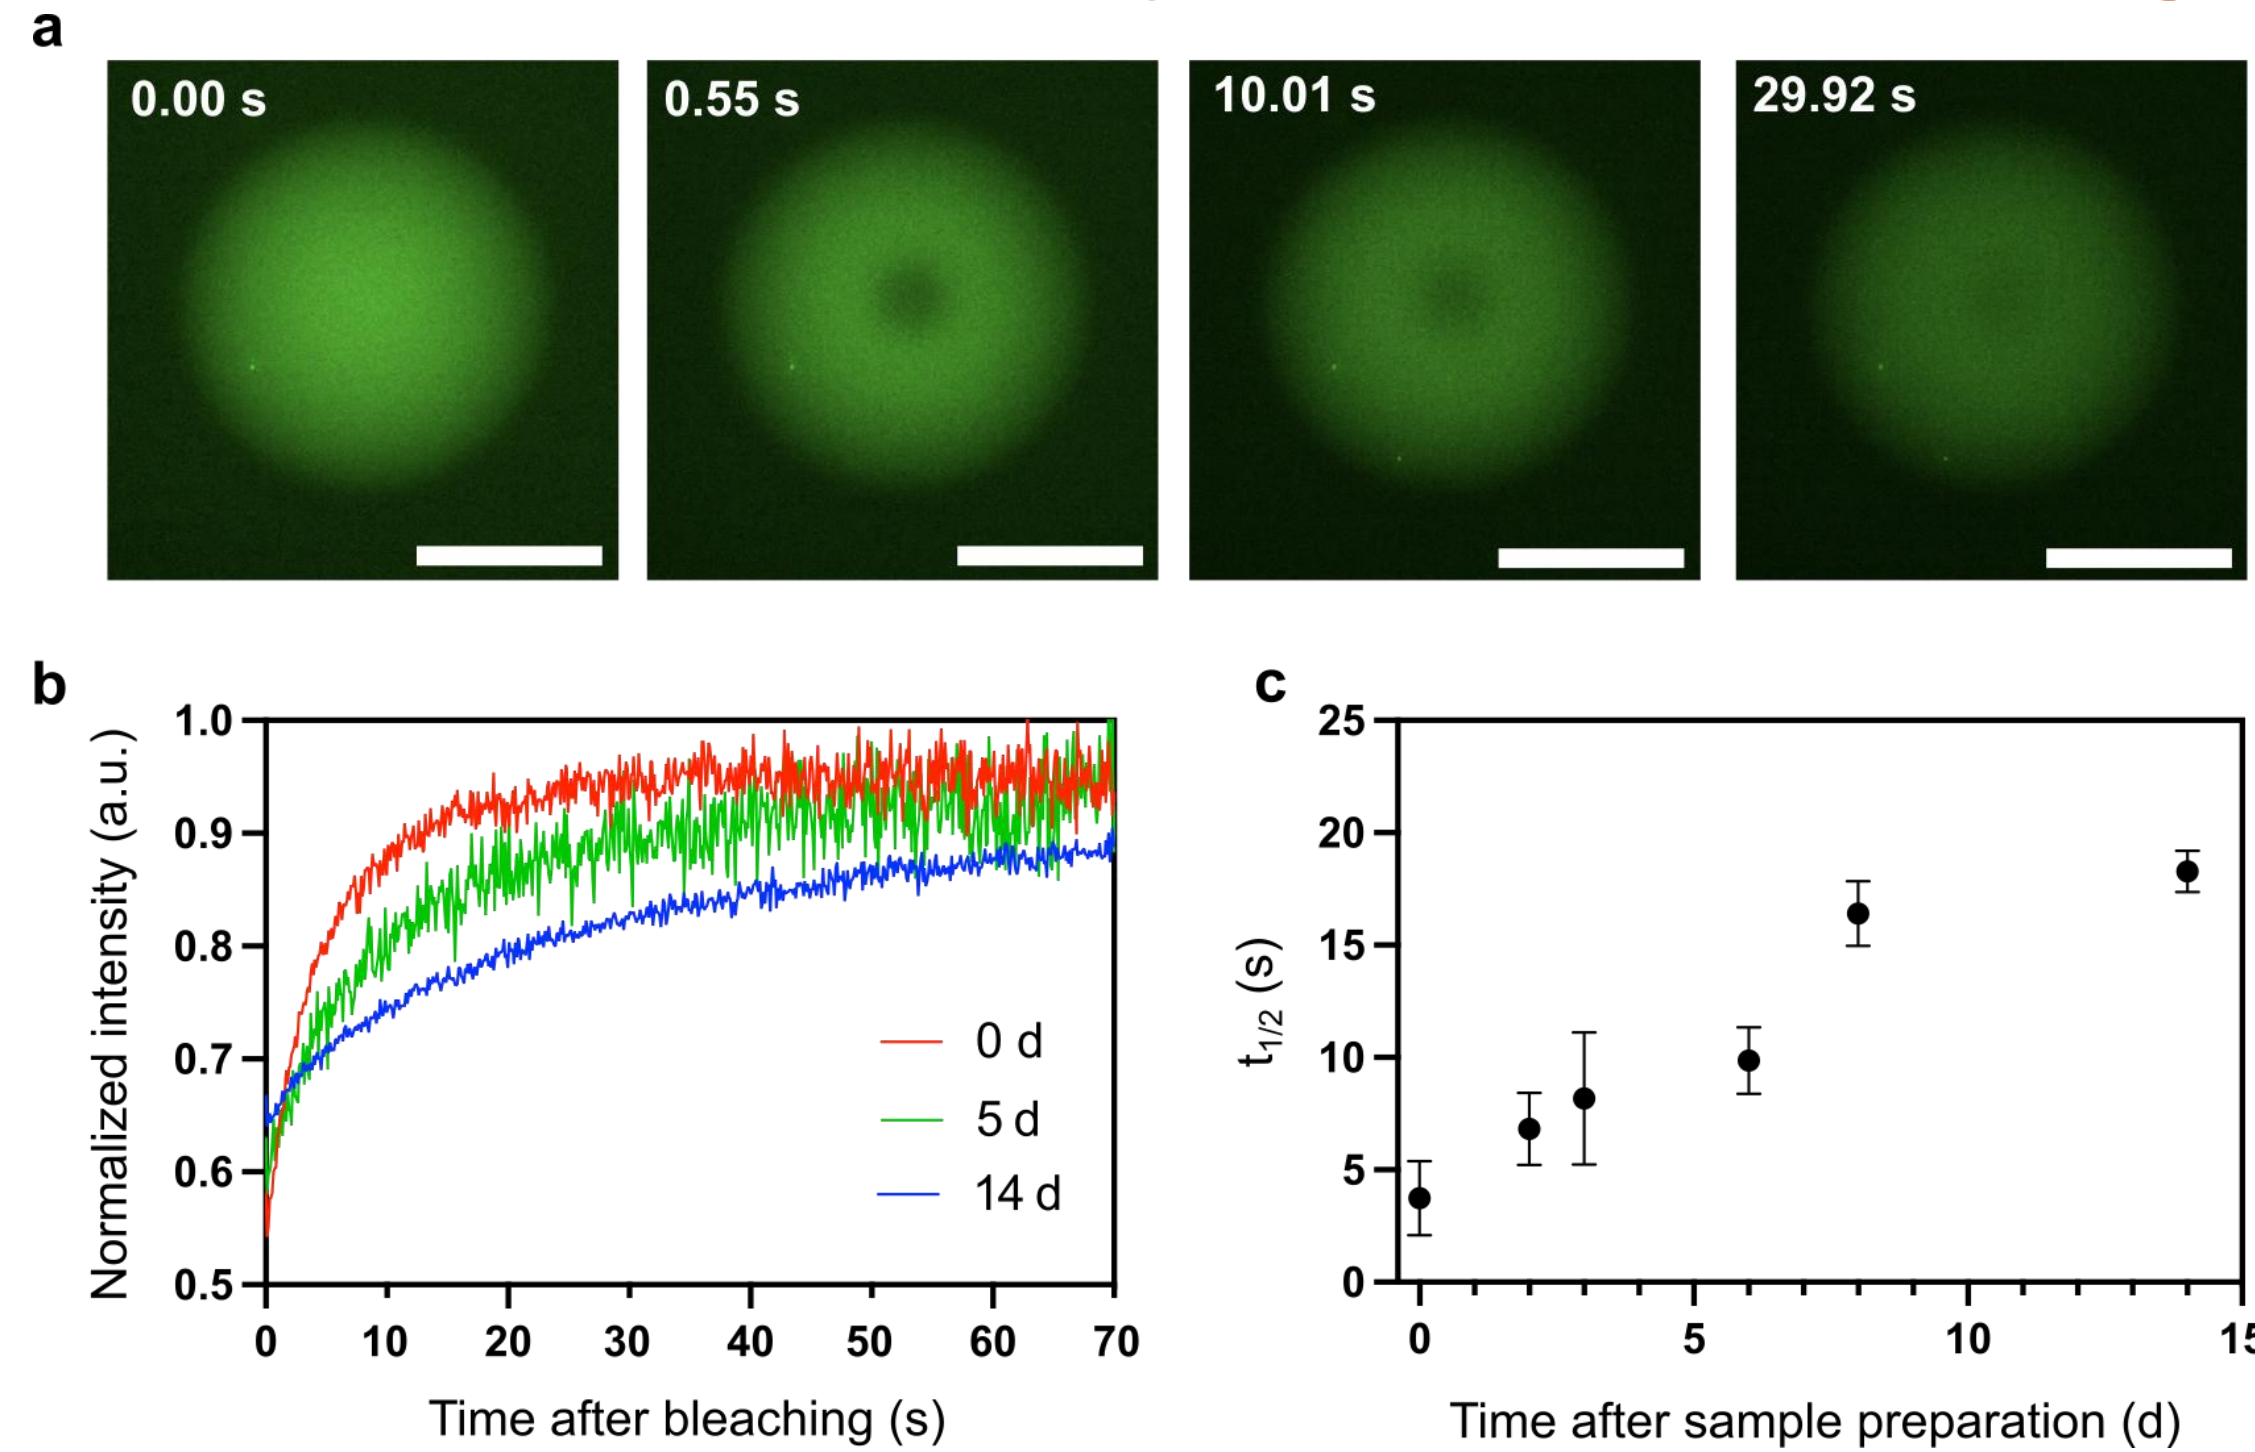 a
0.00 s
0.55 s
10.01 s
29.92 s
b
Normalized intensity (a.u.)
1.0
0.9
0.8
0.7
0.6
0.5
0 d
5 d
14 d
0 10 20 30 40 50 60 70
Time after bleaching (s)
c
t1/2 (s)
25
20
15
10
5
0
0 5 10 15
Time after sample preparation (d)